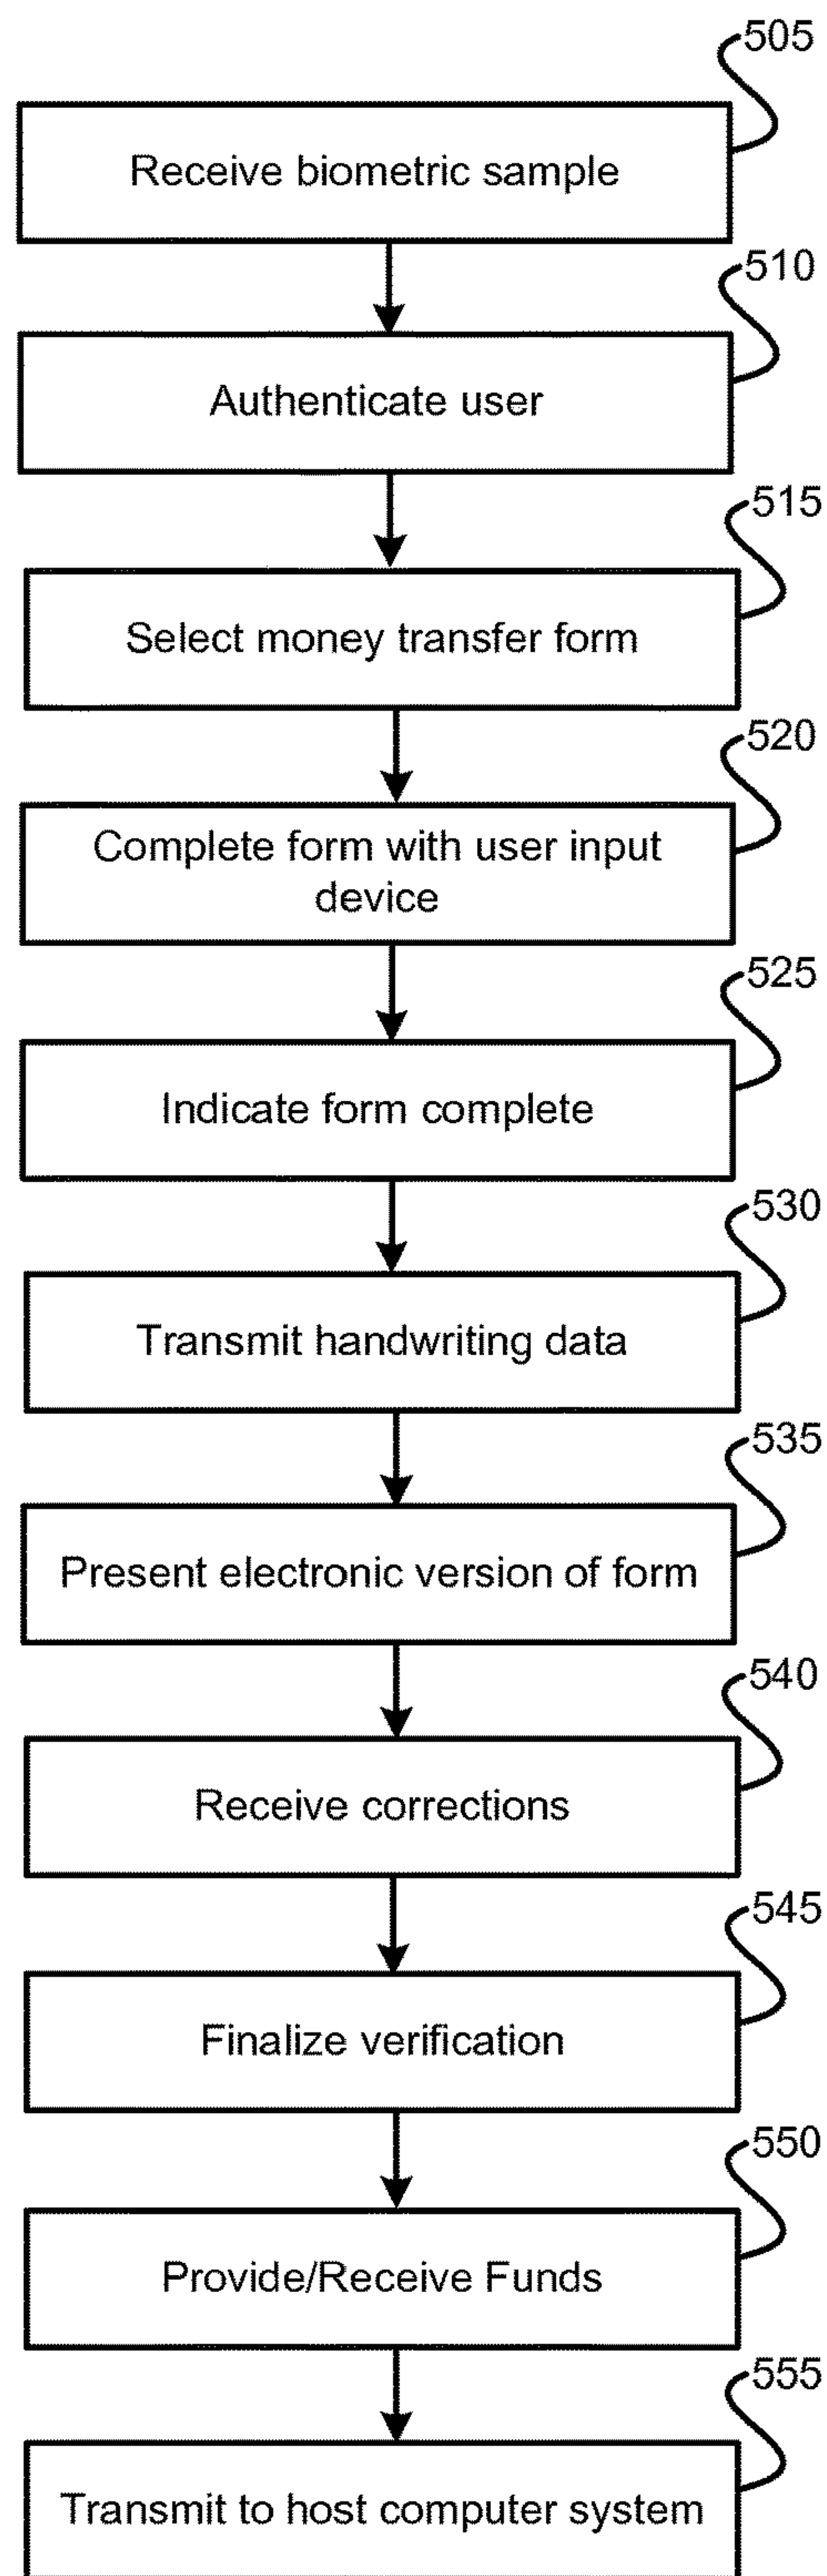 505
Receive biometric sample
510
Authenticate user
515
Select money transfer form
520
Complete form with user input
device
525
Indicate form complete
530
Transmit handwriting data
535
Present electronic version of form
540
Receive corrections
545
Finalize verification
550
Provide/Receive Funds
555
Transmit to host computer system